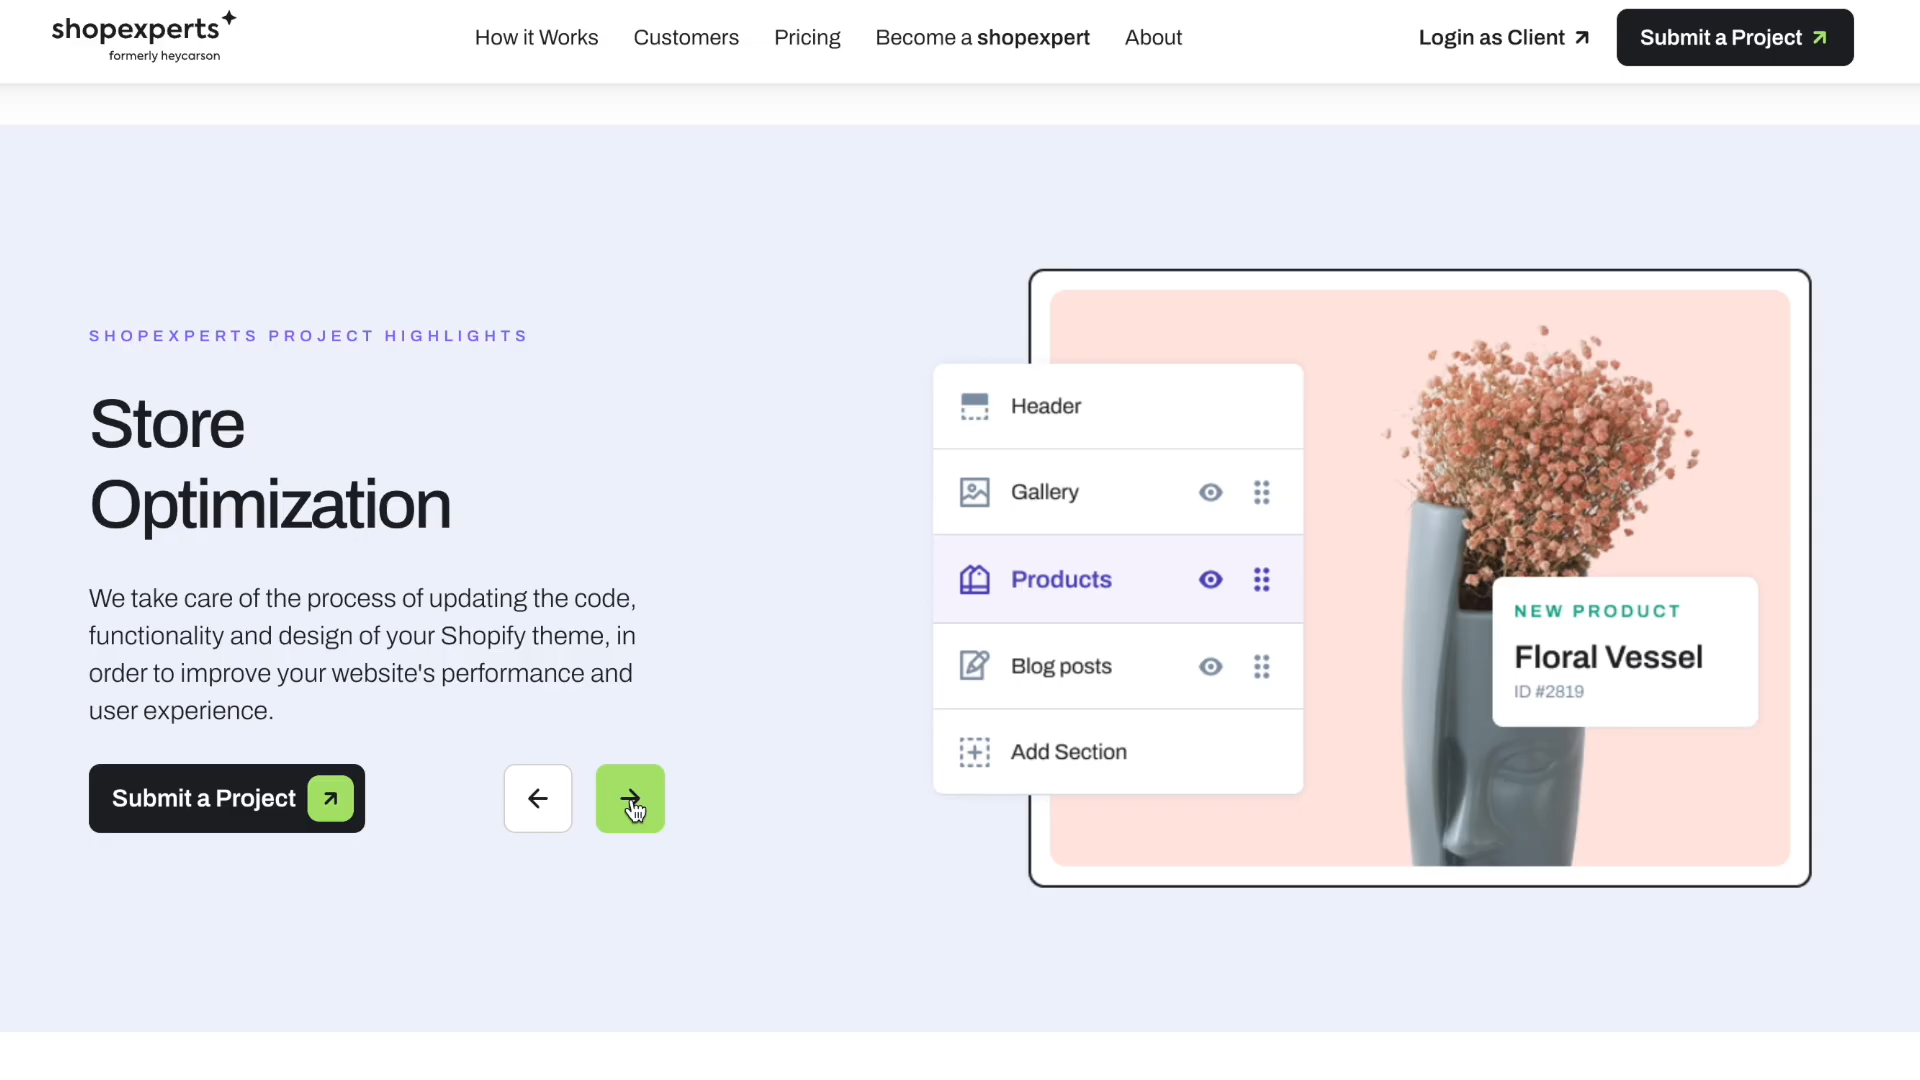 shopexperts
formerly heycarson
How it Works
Customers
Pricing
Become a shopexpert
About
Login as Client
Submit a Project
SHOPEXPERTS PROJECT HIGHLIGHTS
Store
Optimization
We take care of the process of updating the code,
functionality and design of your Shopify theme, in
order to improve your website's performance and
user experience.
Submit a Project
Header
Gallery
Products
Blog posts
Add Section
NEW PRODUCT
Floral Vessel
ID #2819